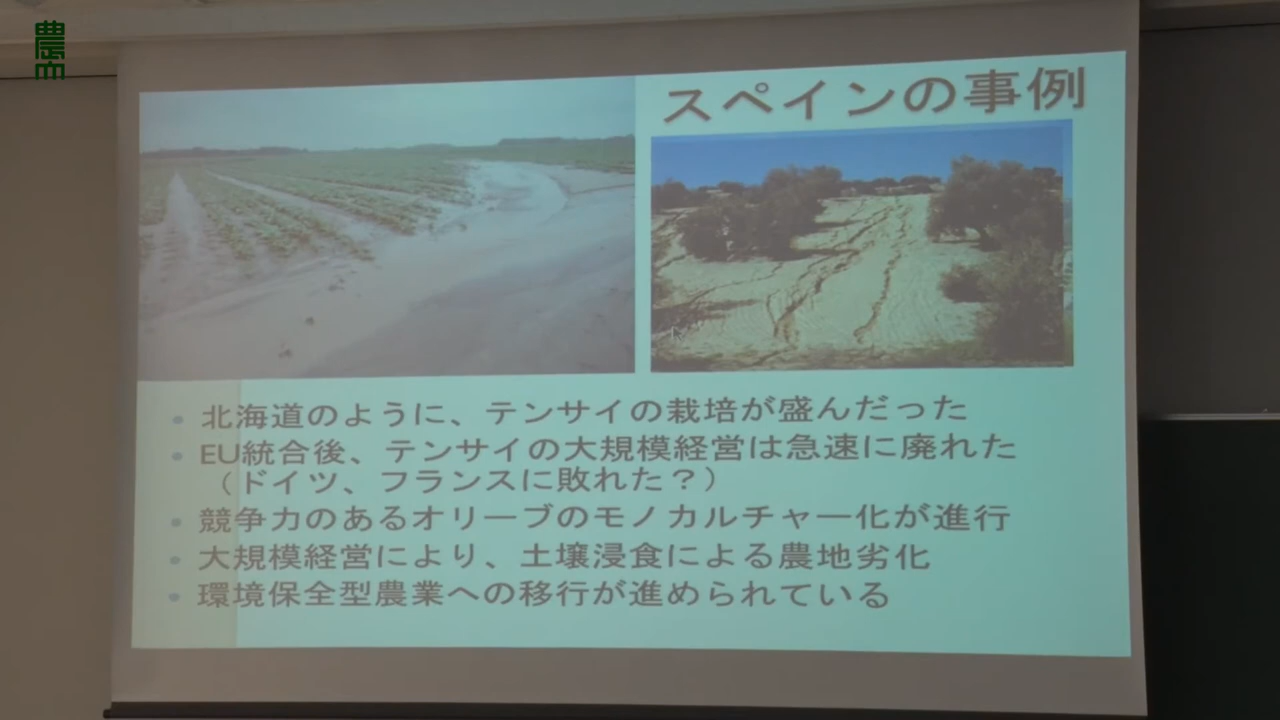 農大
スペインの事例
北海道のように、テンサイの栽培が盛んだった
EU統合後、テンサイの大規模経営は急速に廃れた
（ドイツ、フランスに敗れた？）
競争力のあるオリーブのモノカルチャー化が進行
大規模経営により、土壌浸食による農地劣化
環境保全型農業への移行が進められている